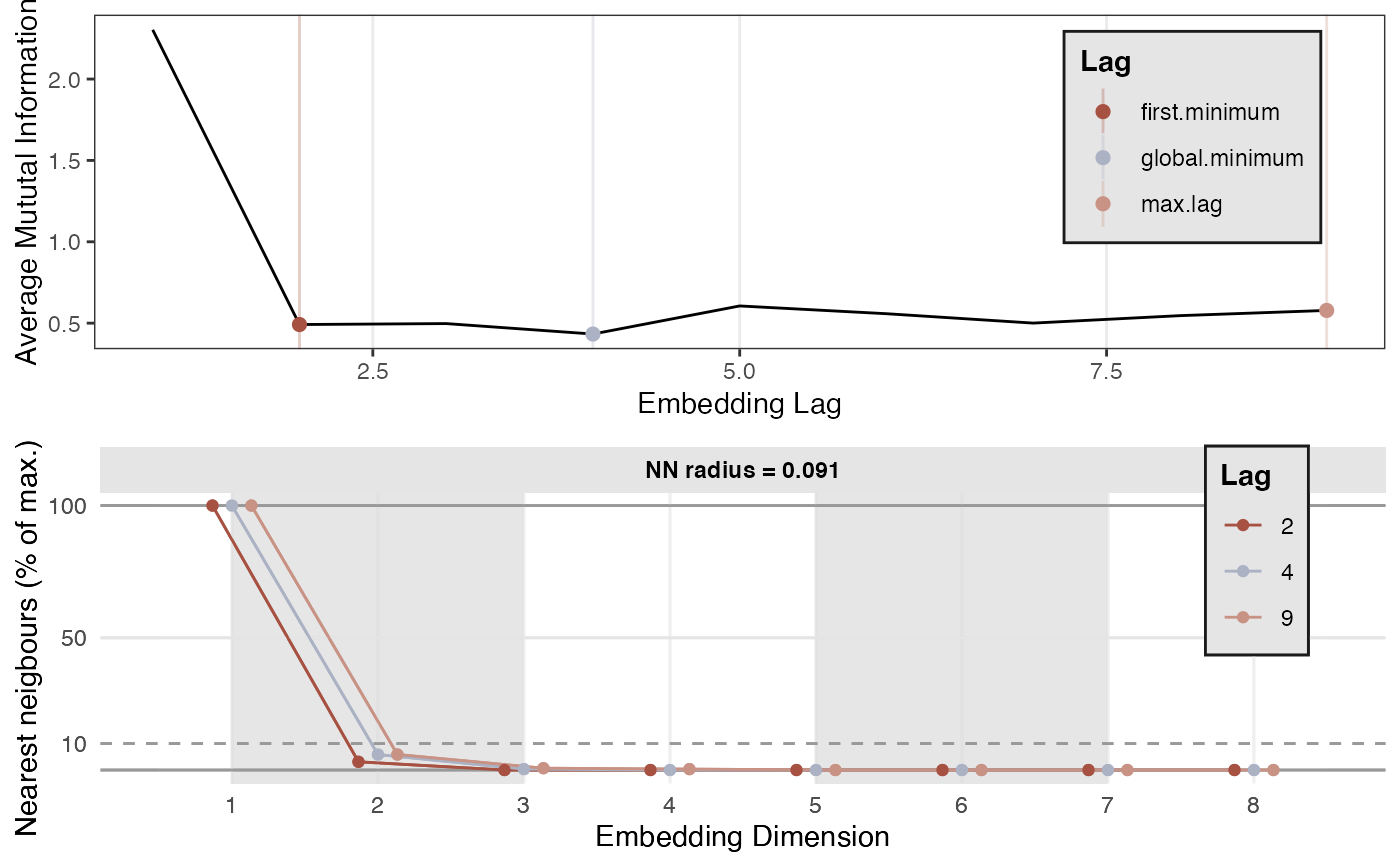 Average Mututal Information
2.0
1.5
1.0
0.5
Lag
first.minimum
global.minimum
max.lag
2.5
5.0
7.5
Embedding Lag
NN radius = 0.091
Nearest neigbours (% of max.)
100
50
10
Lag
2
4
9
1
2
3
4
5
6
7
8
Embedding Dimension